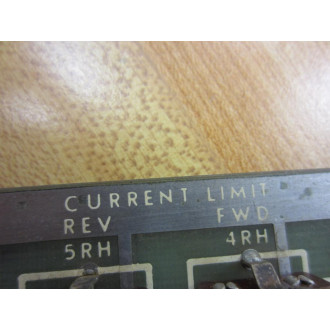 CURRENT LIMIT
REV FWD
5RH 4RH